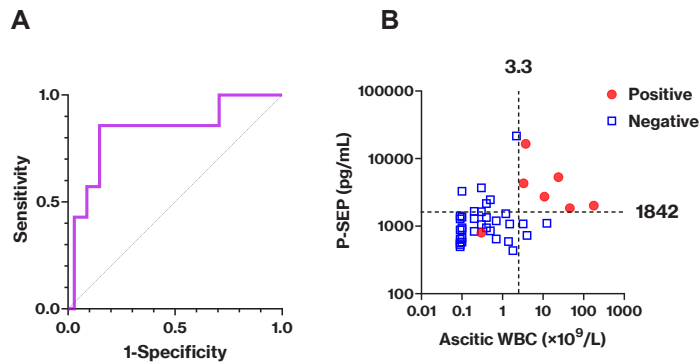 A
Sensitivity
1.0
0.5
0.0
0.0 0.5 1.0
1-Specificity
B
3.3
P-SEP (pg/mL)
100000
10000
1000
100
0.01 0.1 1 10 100 1000
Ascitic WBC (×10⁹/L)
Positive
Negative
1842